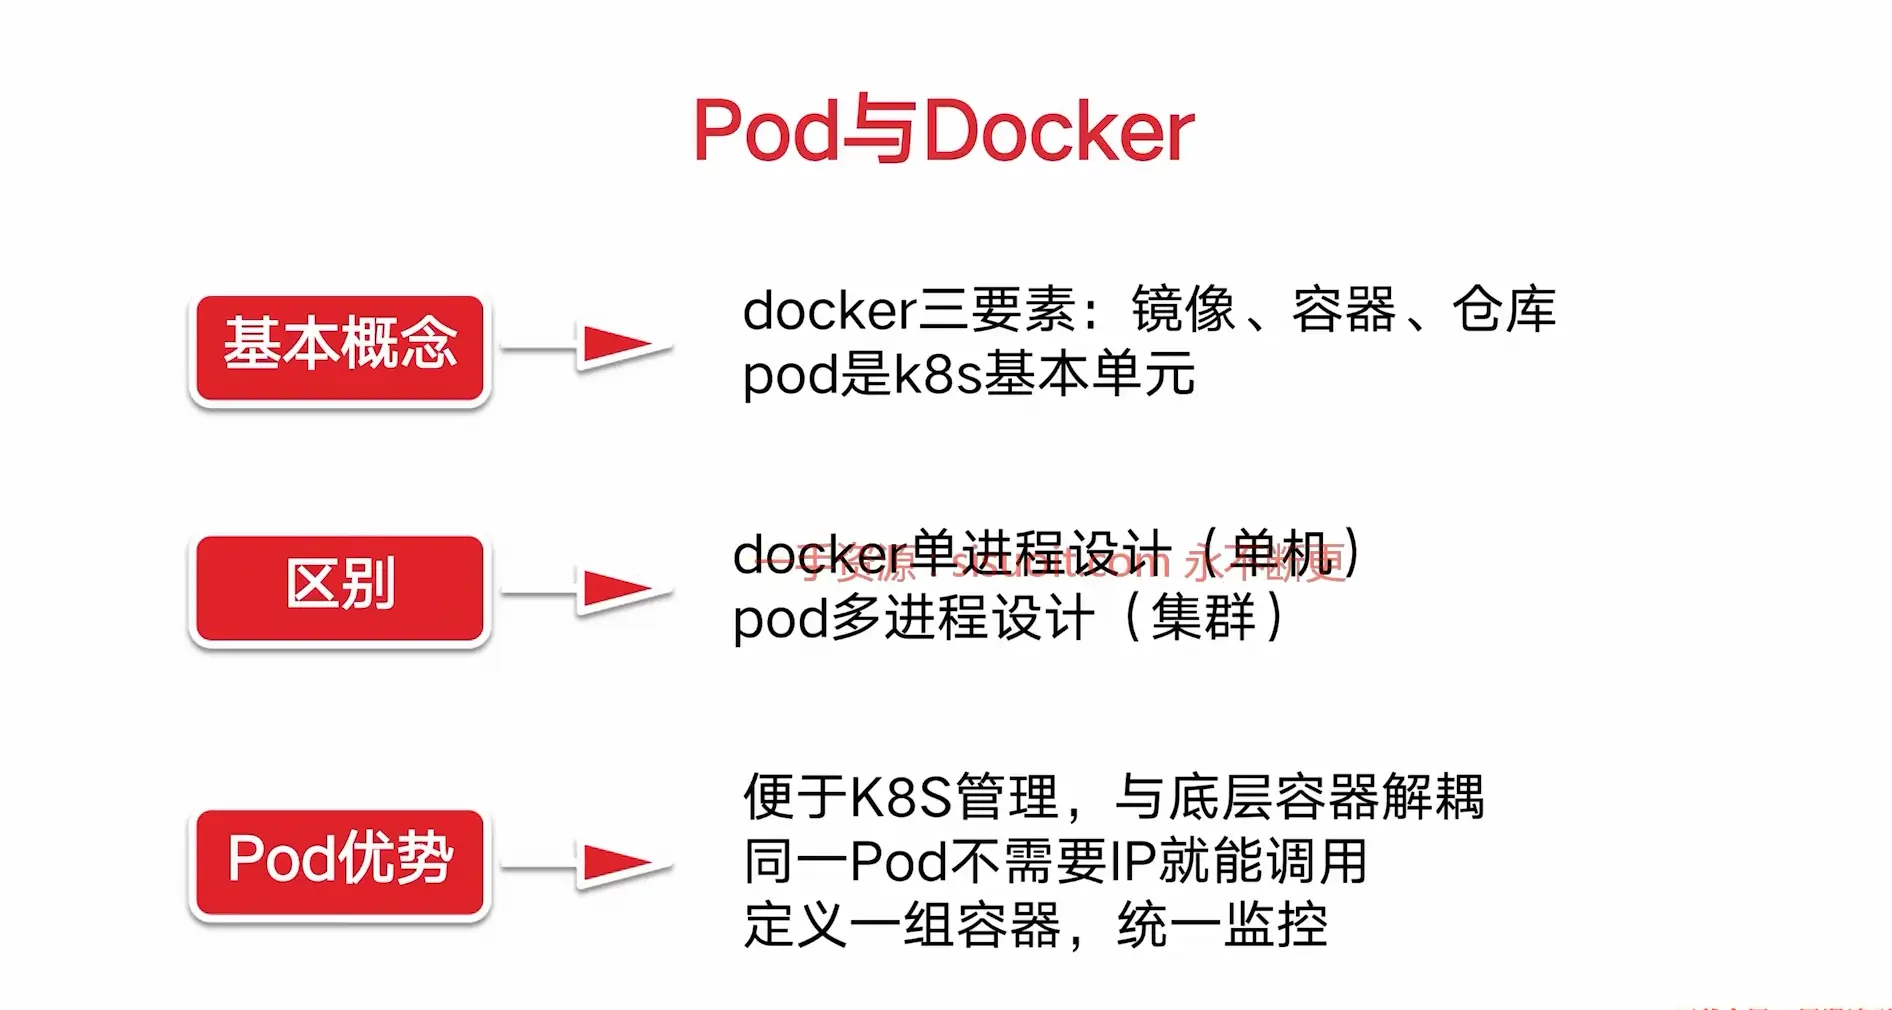 Pod与Docker
基本概念
docker三要素：镜像、容器、仓库
pod是k8s基本单元
区别
docker单进程设计（单机）
一手资源：sisuoit.com 永不断更
pod多进程设计（集群）
Pod优势
便于K8S管理，与底层容器解耦
同一Pod不需要IP就能调用
定义一组容器，统一监控